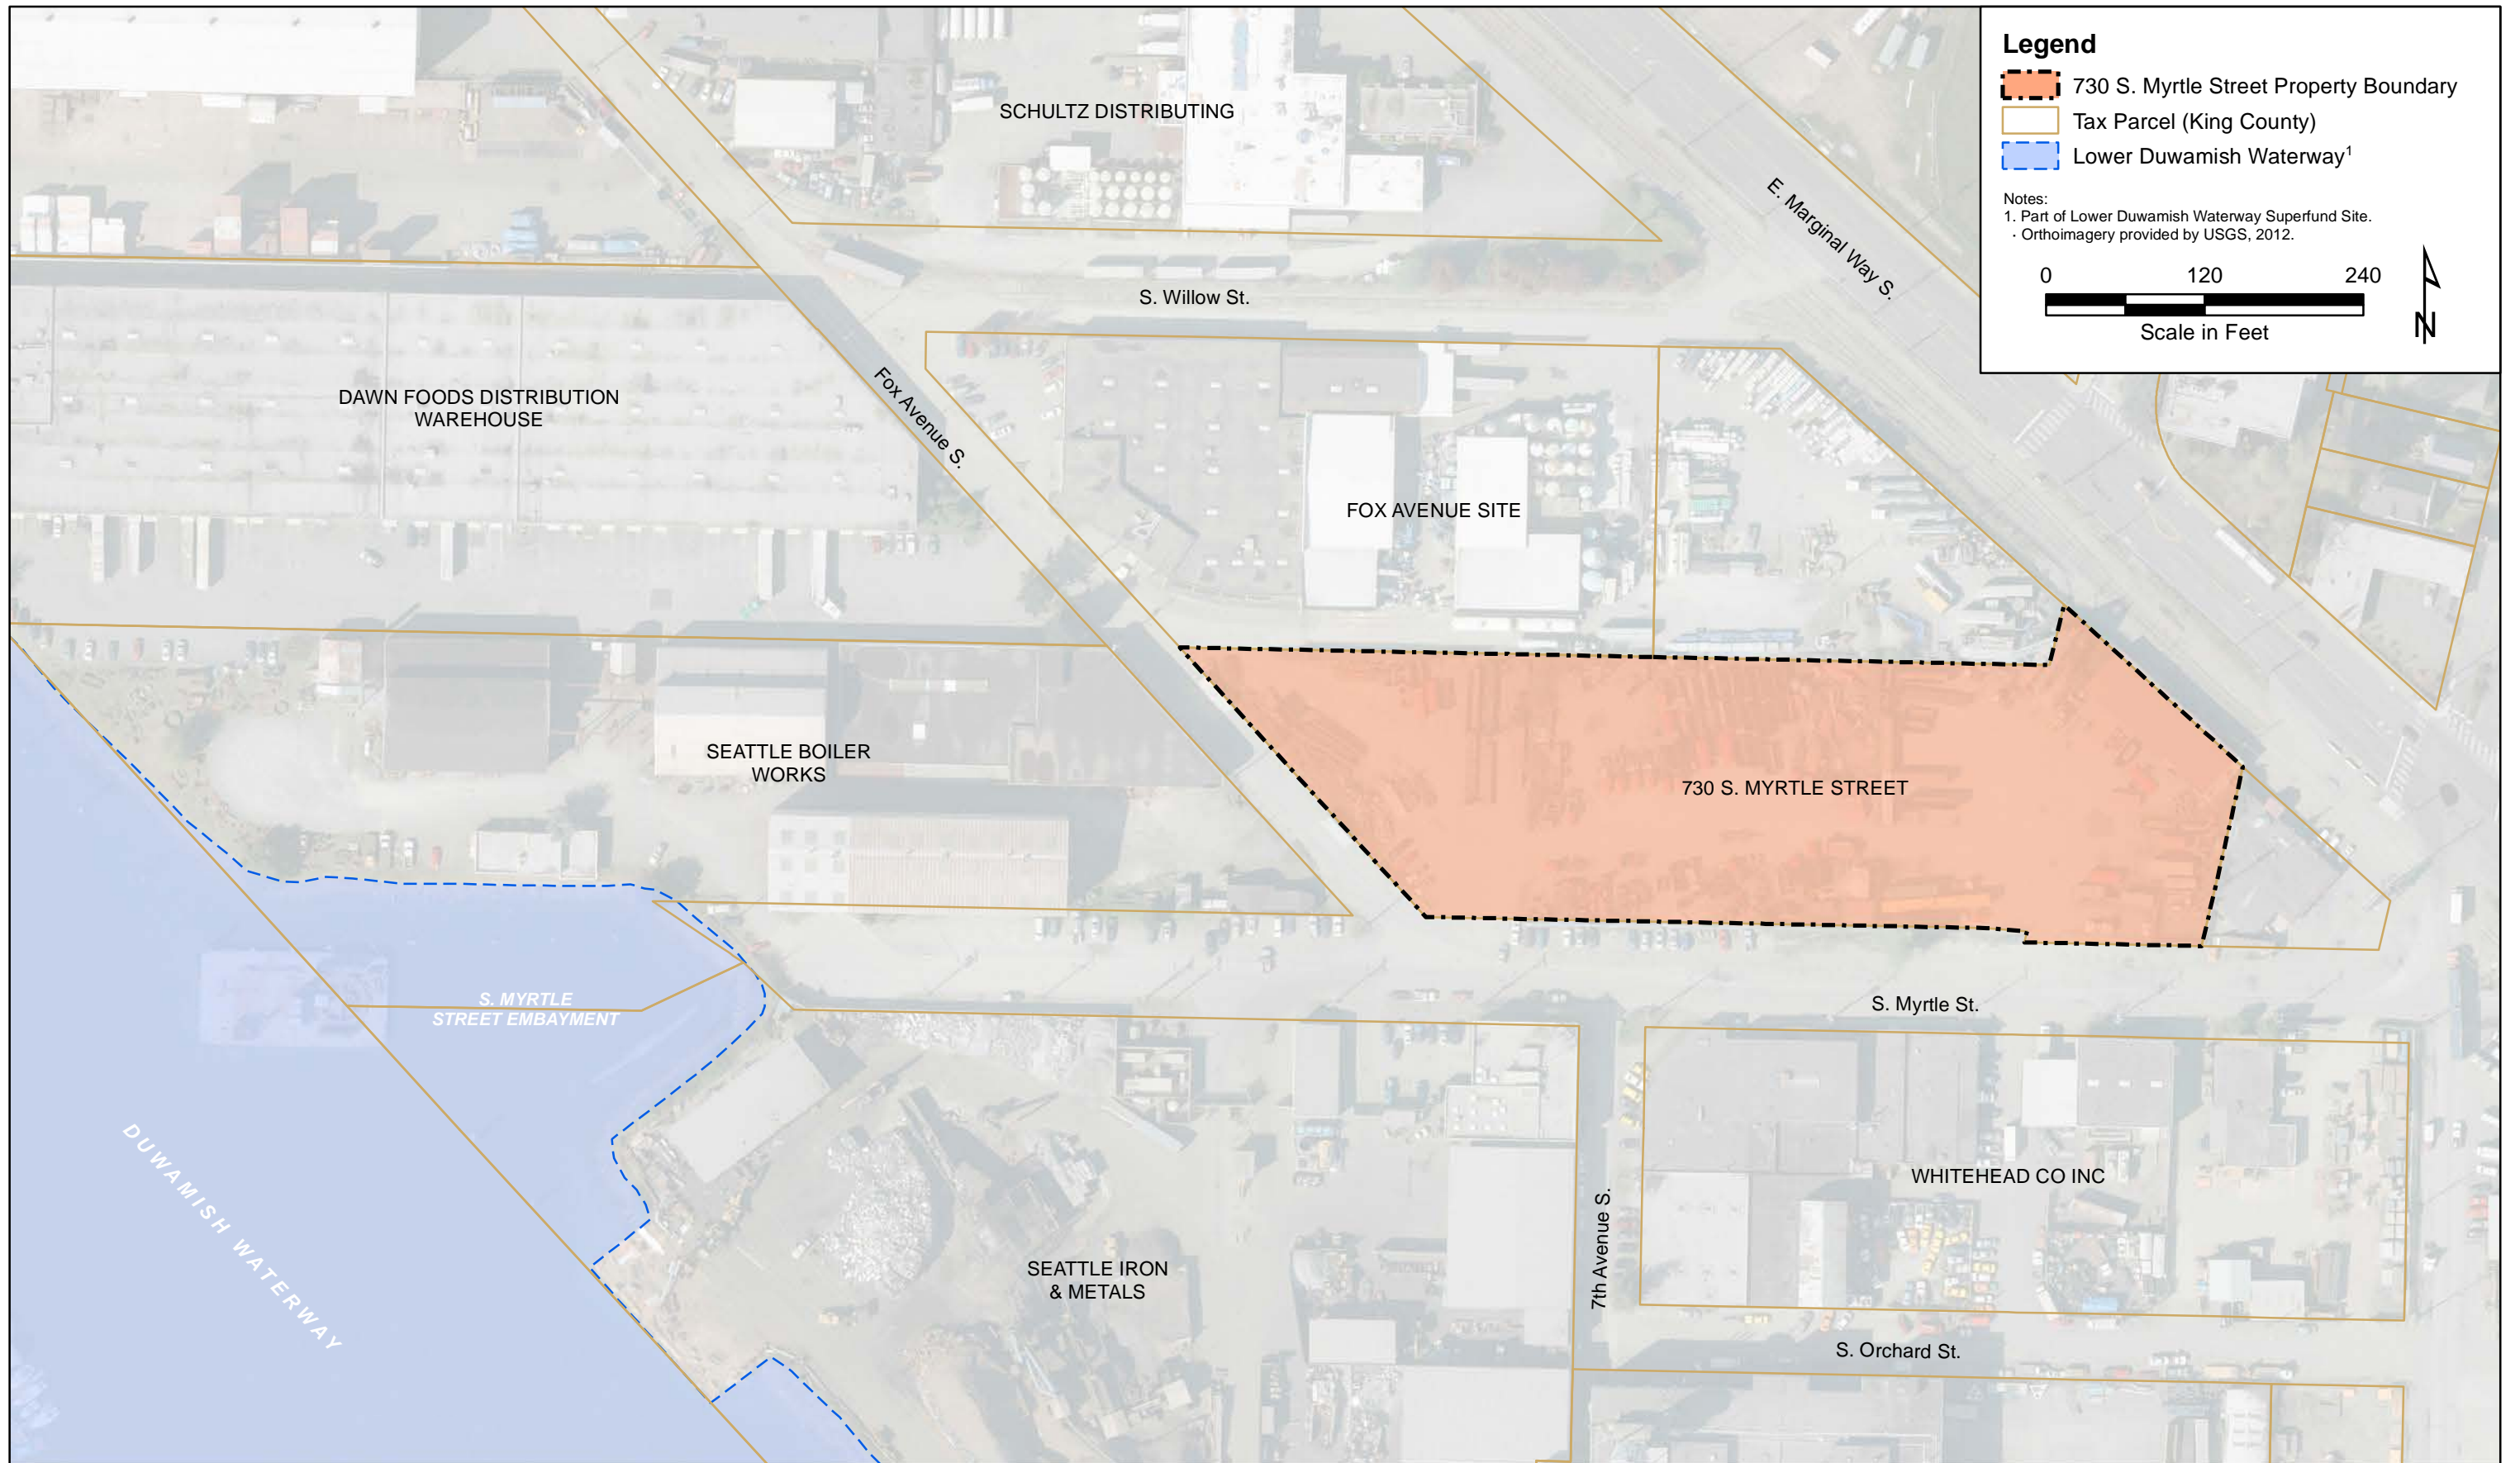 Legend
730 S. Myrtle Street Property Boundary
Tax Parcel (King County)
Lower Duwamish Waterway¹
Notes:
1. Part of Lower Duwamish Waterway Superfund Site.
· Orthoimagery provided by USGS, 2012.
0 120 240
Scale in Feet
N
SCHULTZ DISTRIBUTING
E. Marginal Way S.
S. Willow St.
DAWN FOODS DISTRIBUTION
WAREHOUSE
Fox Avenue S.
FOX AVENUE SITE
SEATTLE BOILER
WORKS
730 S. MYRTLE STREET
S. MYRTLE
STREET EMBAYMENT
S. Myrtle St.
DUWAMISH WATERWAY
WHITEHEAD CO INC
7th Avenue S.
SEATTLE IRON
& METALS
S. Orchard St.